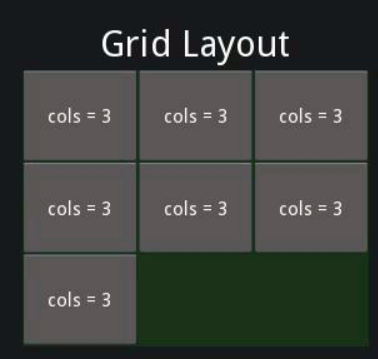 Grid Layout
cols = 3 cols = 3 cols = 3
cols = 3 cols = 3 cols = 3
cols = 3